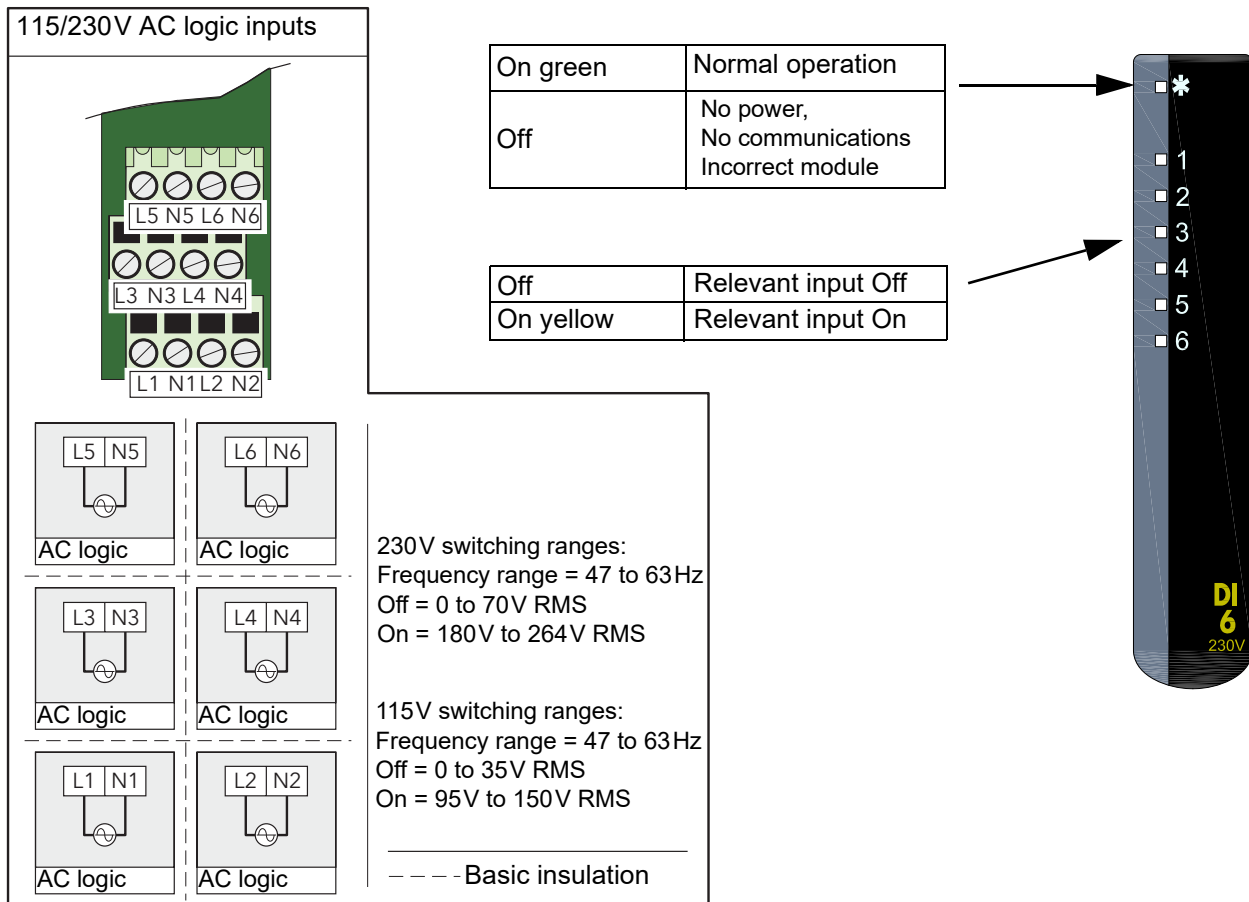 115/230V AC logic inputs
L5 N5 L6 N6
L3 N3 L4 N4
L1 N1 L2 N2
L5 N5
AC logic
L6 N6
AC logic
L3 N3
AC logic
L4 N4
AC logic
L1 N1
AC logic
L2 N2
AC logic
230V switching ranges:
Frequency range = 47 to 63Hz
Off = 0 to 70V RMS
On = 180V to 264V RMS
115V switching ranges:
Frequency range = 47 to 63Hz
Off = 0 to 35V RMS
On = 95V to 150V RMS
Basic insulation
On green Normal operation
Off No power,
No communications
Incorrect module
Off Relevant input Off
On yellow Relevant input On
✱
1
2
3
4
5
6
DI
6
230V